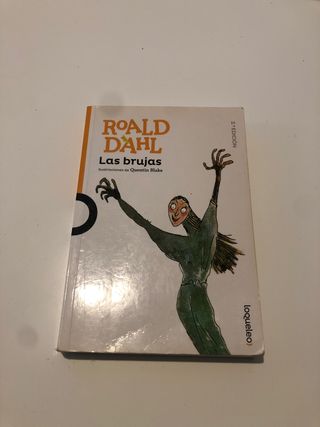 ROALD
DAHL
Las brujas
Ilustraciones de Quentin Blake
2.ª EDICIÓN
loqueleo